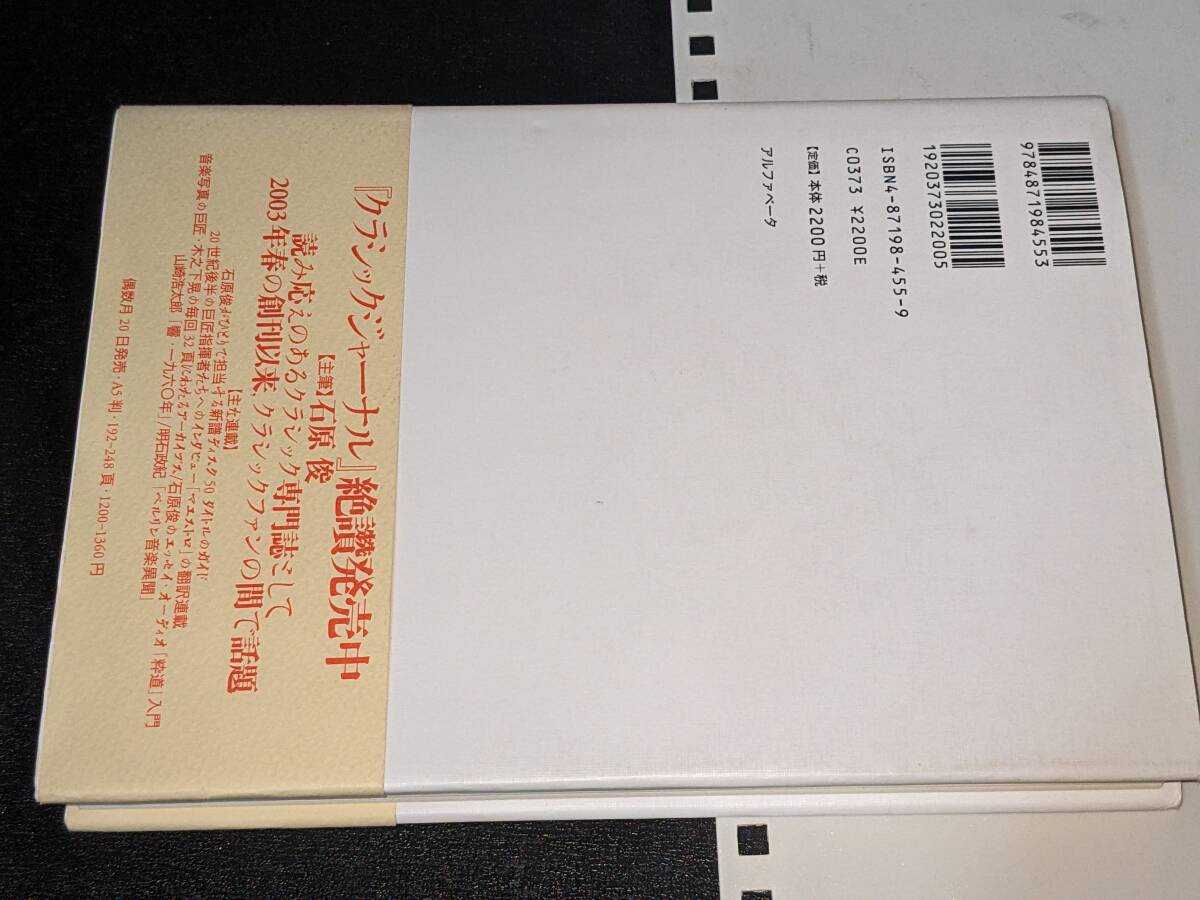 9784871984553
1920373022005
ISBN4-87198-455-9
C0373 ¥2200E
【定価】本体2200円+税
アルファベータ
『クラシックジャーナル』絶讃発売中
【主筆】石原 俊
読み応えのあるクラシック専門誌として
2003年春の創刊以来、クラシックファンの間で話題
【主な連載】
石原俊がひとりで担当する新譜ディスク50タイトルのガイド
20世紀後半の巨匠指揮者たちへのインタビュー「マエストロ」の翻訳連載
音楽写真の巨匠・木之下晃の毎回32頁にわたるアーカイブス/石原俊のエッセイ・オーディオ「粋道」入門
山崎浩太郎「響・一九六〇年」/明石政紀「ベルリン音楽異聞」
偶数月20日発売・A5判・192-248頁・1200-1360円